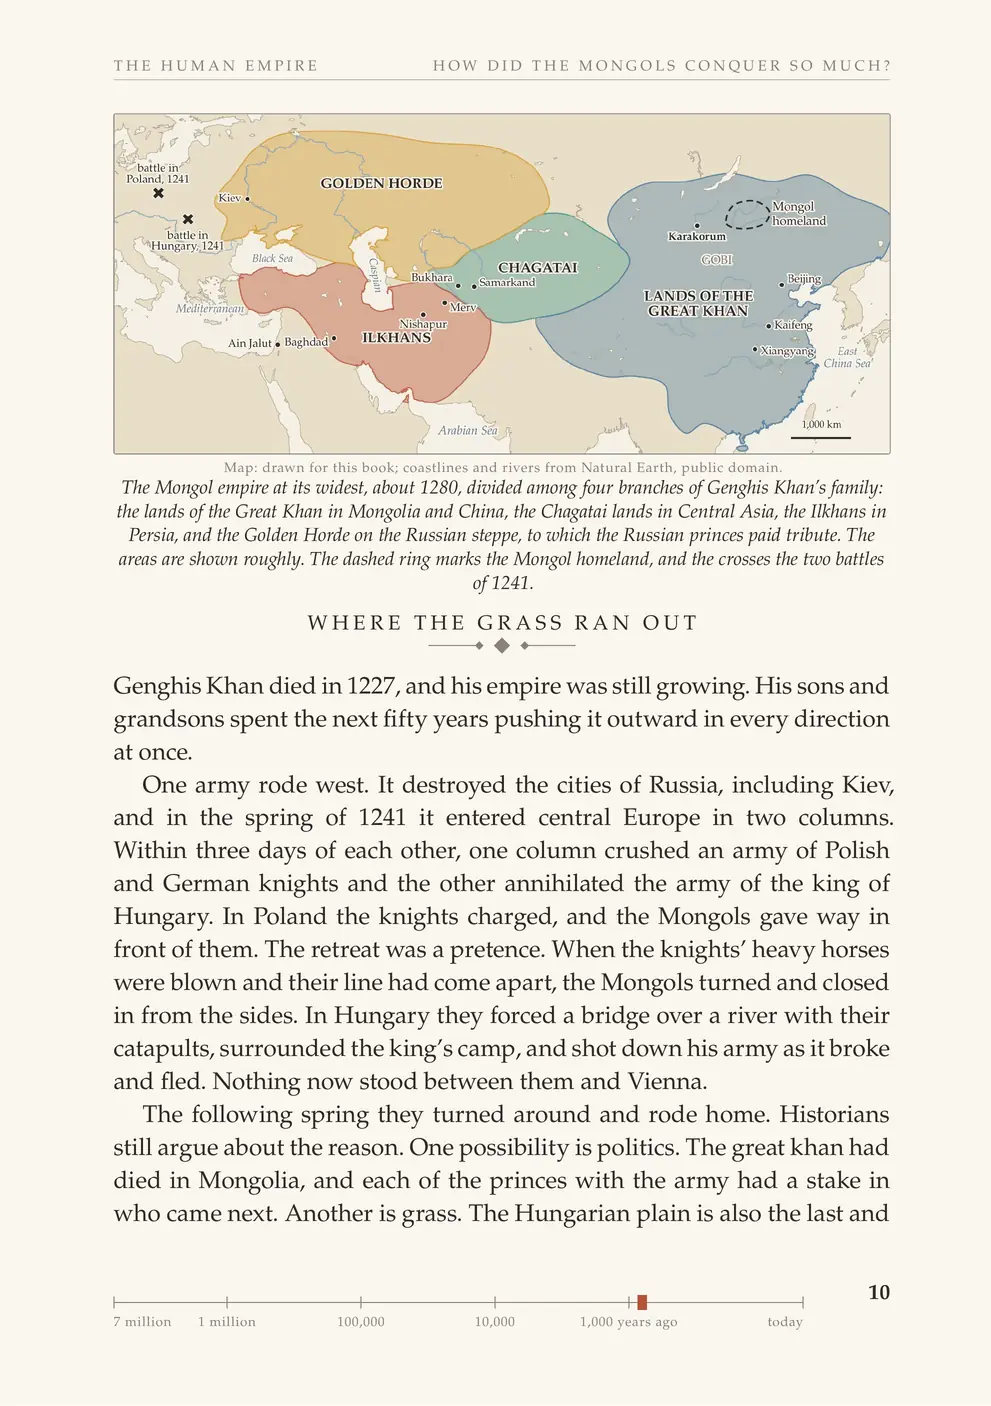 THE HUMAN EMPIRE
HOW DID THE MONGOLS CONQUER SO MUCH?
battle in
Poland, 1241
GOLDEN HORDE
Kiev
battle in
Hungary, 1241
Black Sea
Caspian
Mediterranean
Bukhara
CHAGATAI
Samarkand
Merv
Nishapur
ILKHANS
Ain Jalut
Baghdad
Arabian Sea
Mongol
homeland
Karakorum
GOBI
Beijing
LANDS OF THE
GREAT KHAN
Kaifeng
Xiangyang
East
China Sea
1,000 km
Map: drawn for this book; coastlines and rivers from Natural Earth, public domain.
The Mongol empire at its widest, about 1280, divided among four branches of Genghis Khan’s family:
the lands of the Great Khan in Mongolia and China, the Chagatai lands in Central Asia, the Ilkhans in
Persia, and the Golden Horde on the Russian steppe, to which the Russian princes paid tribute. The
areas are shown roughly. The dashed ring marks the Mongol homeland, and the crosses the two battles
of 1241.
WHERE THE GRASS RAN OUT
Genghis Khan died in 1227, and his empire was still growing. His sons and
grandsons spent the next fifty years pushing it outward in every direction
at once.
One army rode west. It destroyed the cities of Russia, including Kiev,
and in the spring of 1241 it entered central Europe in two columns.
Within three days of each other, one column crushed an army of Polish
and German knights and the other annihilated the army of the king of
Hungary. In Poland the knights charged, and the Mongols gave way in
front of them. The retreat was a pretence. When the knights’ heavy horses
were blown and their line had come apart, the Mongols turned and closed
in from the sides. In Hungary they forced a bridge over a river with their
catapults, surrounded the king’s camp, and shot down his army as it broke
and fled. Nothing now stood between them and Vienna.
The following spring they turned around and rode home. Historians
still argue about the reason. One possibility is politics. The great khan had
died in Mongolia, and each of the princes with the army had a stake in
who came next. Another is grass. The Hungarian plain is also the last and
10
7 million
1 million
100,000
10,000
1,000 years ago
today